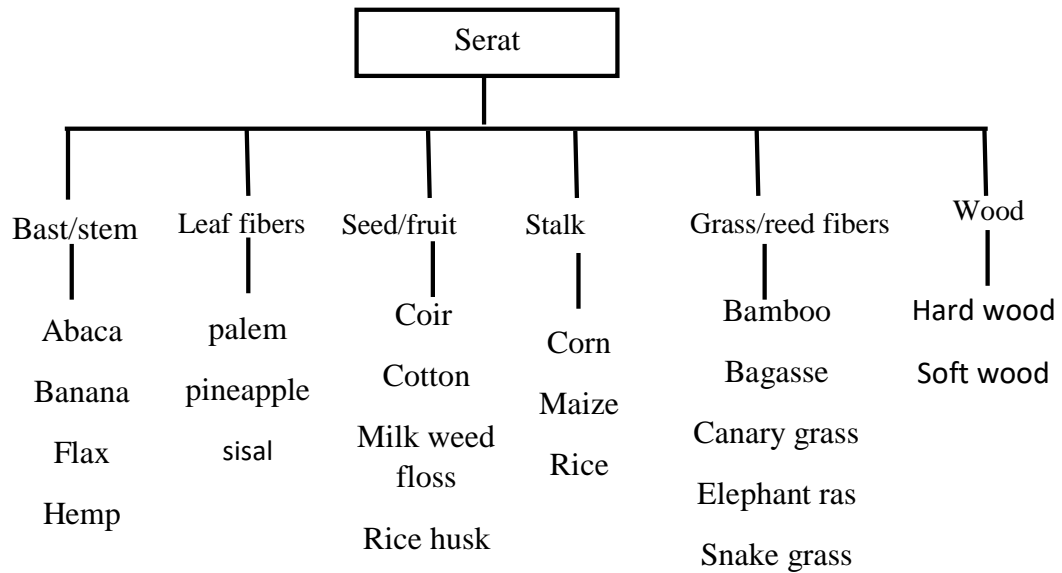 Serat
Bast/stem
Abaca
Banana
Flax
Hemp
Leaf fibers
palem
pineapple
sisal
Seed/fruit
Coir
Cotton
Milk weed
floss
Rice husk
Stalk
Corn
Maize
Rice
Grass/reed fibers
Bamboo
Bagasse
Canary grass
Elephant ras
Snake grass
Wood
Hard wood
Soft wood